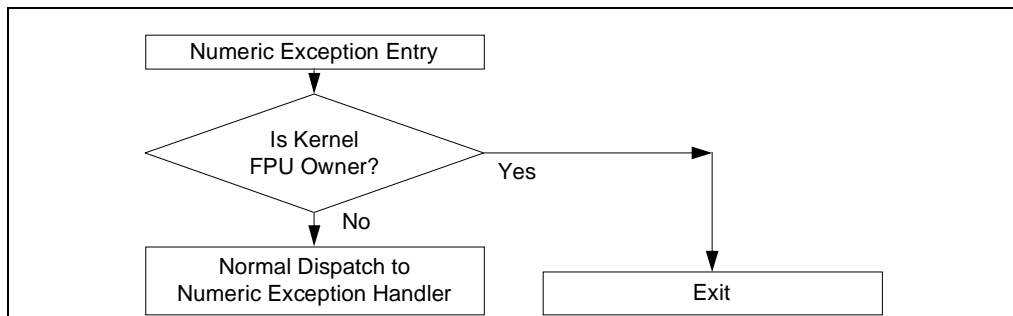 Numeric Exception Entry
Is Kernel
FPU Owner?
Yes
No
Normal Dispatch to
Numeric Exception Handler
Exit